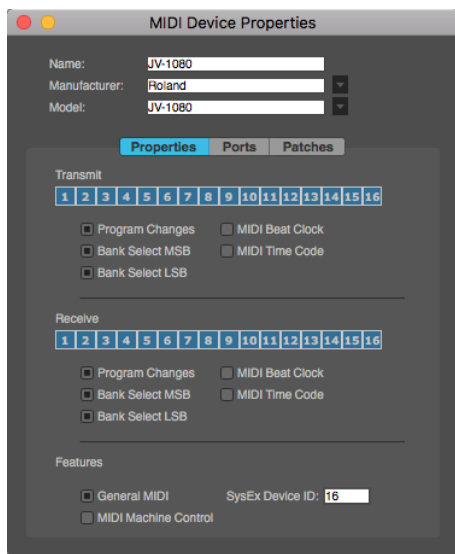 MIDI Device Properties
Name: JV-1080
Manufacturer: Roland
Model: JV-1080
Properties Ports Patches
Transmit
1 2 3 4 5 6 7 8 9 10 11 12 13 14 15 16
Program Changes MIDI Beat Clock
Bank Select MSB MIDI Time Code
Bank Select LSB
Receive
1 2 3 4 5 6 7 8 9 10 11 12 13 14 15 16
Program Changes MIDI Beat Clock
Bank Select MSB MIDI Time Code
Bank Select LSB
Features
General MIDI SysEx Device ID: 16
MIDI Machine Control